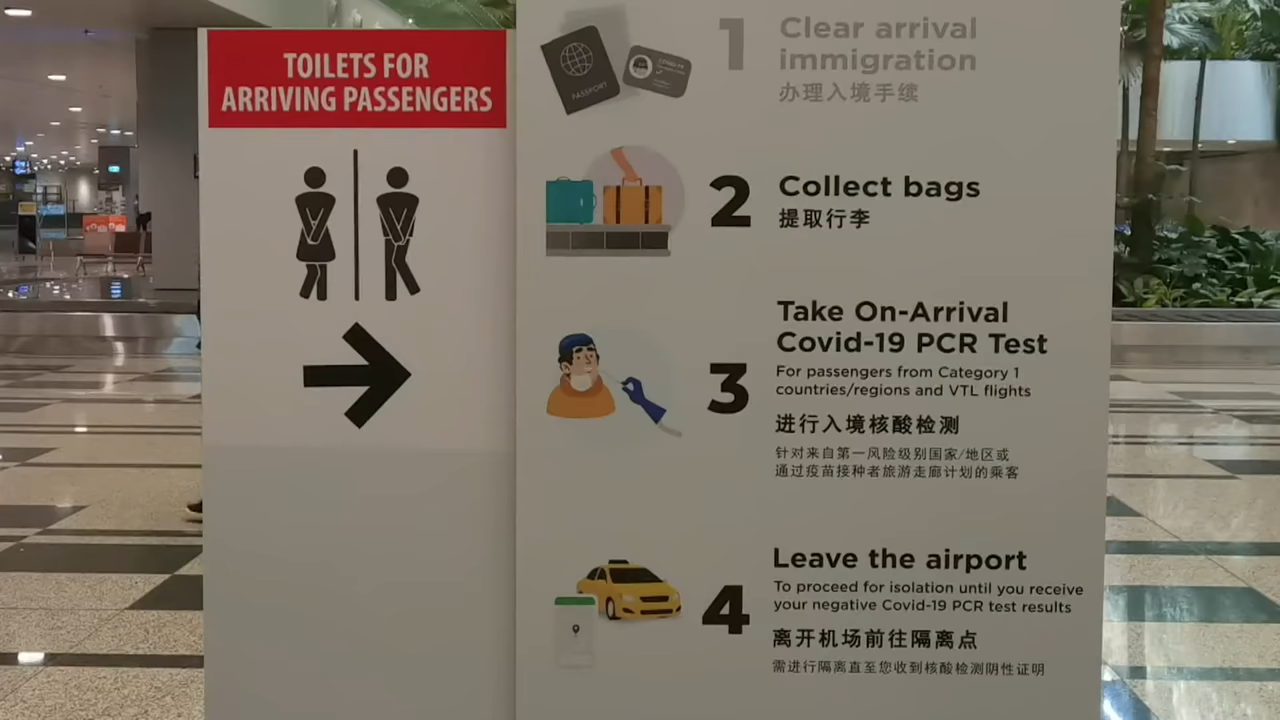 TOILETS FOR
ARRIVING PASSENGERS
PASSPORT
COVID-19
1
Clear arrival
immigration
办理入境手续
2
Collect bags
提取行李
3
Take On-Arrival
Covid-19 PCR Test
For passengers from Category 1
countries/regions and VTL flights
进行入境核酸检测
针对来自第一风险级别国家/地区或
通过疫苗接种者旅游走廊计划的乘客
4
Leave the airport
To proceed for isolation until you receive
your negative Covid-19 PCR test results
离开机场前往隔离点
需进行隔离直至您收到核酸检测阴性证明